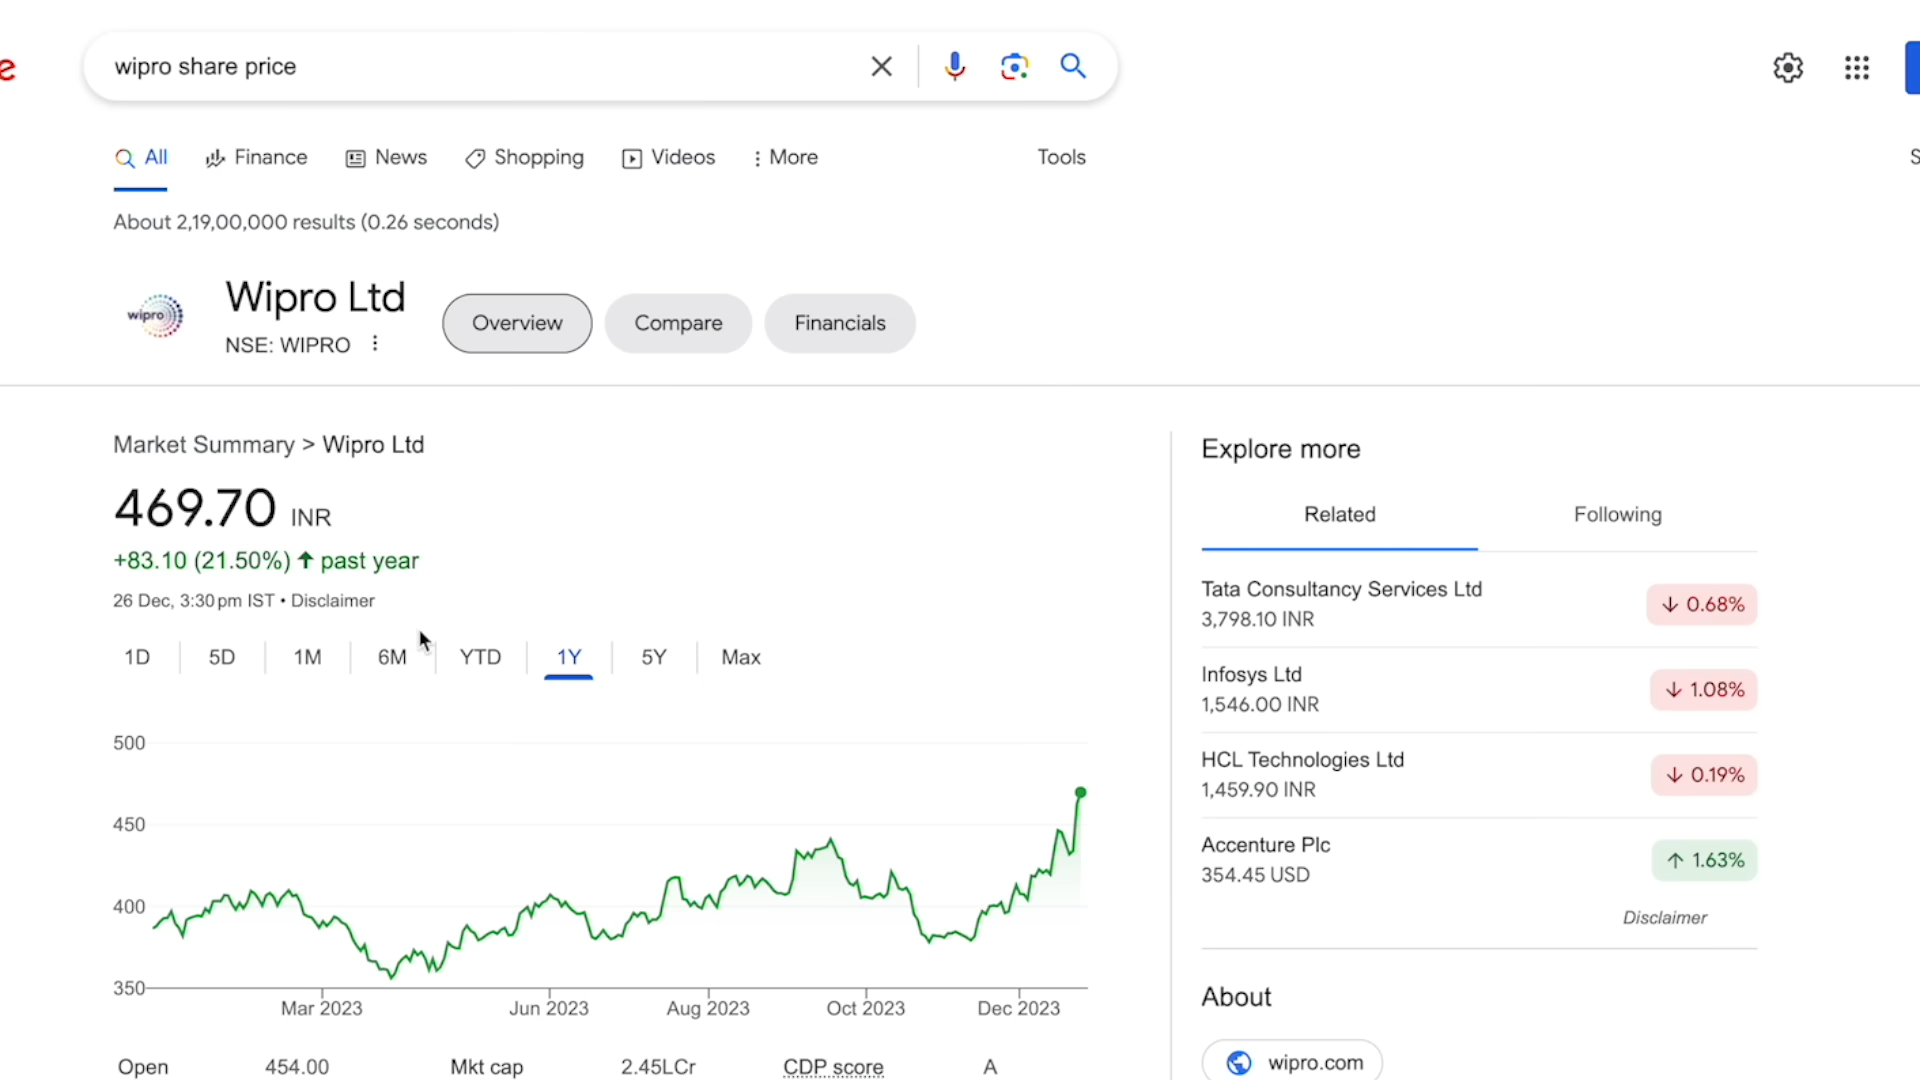 e
wipro share price
All
Finance
News
Shopping
Videos
More
Tools
S
About 2,19,00,000 results (0.26 seconds)
wipro
Wipro Ltd
NSE: WIPRO
Overview
Compare
Financials
Market Summary > Wipro Ltd
469.70 INR
+83.10 (21.50%) ↑ past year
26 Dec, 3:30 pm IST • Disclaimer
1D
5D
1M
6M
YTD
1Y
5Y
Max
500
450
400
350
Mar 2023
Jun 2023
Aug 2023
Oct 2023
Dec 2023
Open 454.00
Mkt cap 2.45LCr
CDP score A
Explore more
Related
Following
Tata Consultancy Services Ltd
3,798.10 INR
↓ 0.68%
Infosys Ltd
1,546.00 INR
↓ 1.08%
HCL Technologies Ltd
1,459.90 INR
↓ 0.19%
Accenture Plc
354.45 USD
↑ 1.63%
Disclaimer
About
wipro.com